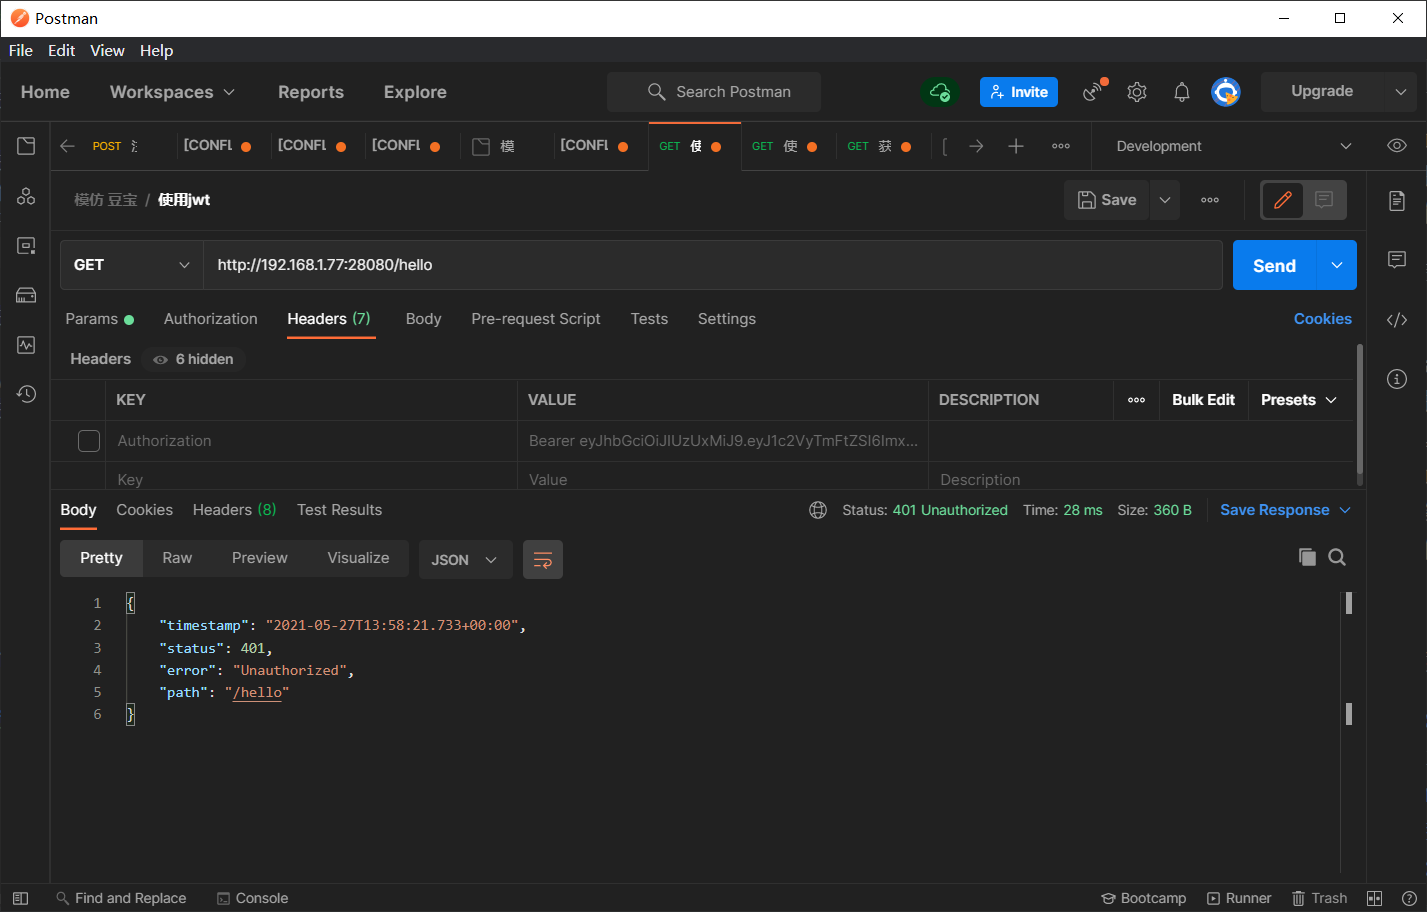 Postman
File Edit View Help
Home Workspaces Reports Explore Search Postman Invite Upgrade
POST [CONFL [CONFL [CONFL 模 [CONFL GET 使 GET 使 GET 获 [ Development
模仿 豆宝 / 使用jwt Save
GET http://192.168.1.77:28080/hello Send
Params Authorization Headers (7) Body Pre-request Script Tests Settings Cookies
Headers 6 hidden
KEY VALUE DESCRIPTION Bulk Edit Presets
Authorization Bearer eyJhbGciOiJIUzUxMiJ9.eyJ1c2VyTmFtZSI6Imx...
Key Value Description
Body Cookies Headers (8) Test Results Status: 401 Unauthorized Time: 28 ms Size: 360 B Save Response
Pretty Raw Preview Visualize JSON
1 {
2 "timestamp": "2021-05-27T13:58:21.733+00:00",
3 "status": 401,
4 "error": "Unauthorized",
5 "path": "/hello"
6 }
Find and Replace Console Bootcamp Runner Trash